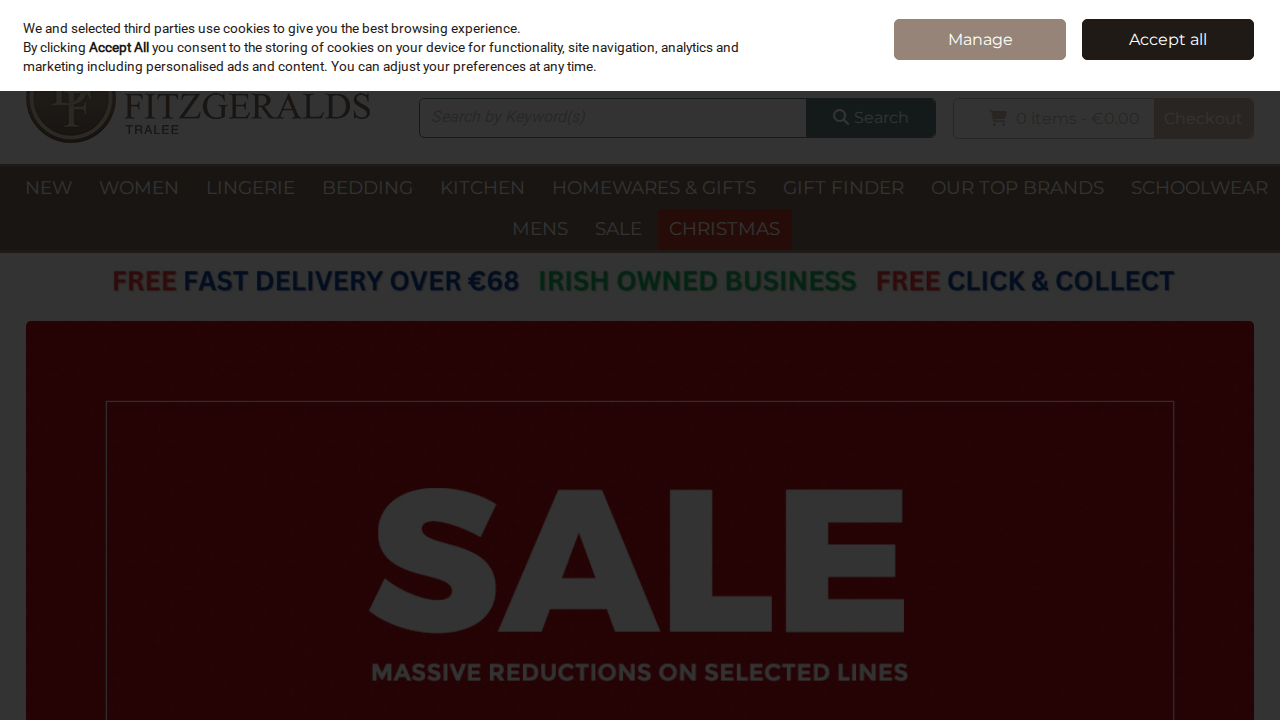 We and selected third parties use cookies to give you the best browsing experience.
By clicking Accept All you consent to the storing of cookies on your device for functionality, site navigation, analytics and
marketing including personalised ads and content. You can adjust your preferences at any time.
Manage
Accept all
FITZGERALDS
TRALEE
Search by Keyword(s)
Search
0 items - €0.00
Checkout
NEW WOMEN LINGERIE BEDDING KITCHEN HOMEWARES & GIFTS GIFT FINDER OUR TOP BRANDS SCHOOLWEAR
MENS SALE CHRISTMAS
FREE FAST DELIVERY OVER €68 IRISH OWNED BUSINESS FREE CLICK & COLLECT
SALE
MASSIVE REDUCTIONS ON SELECTED LINES